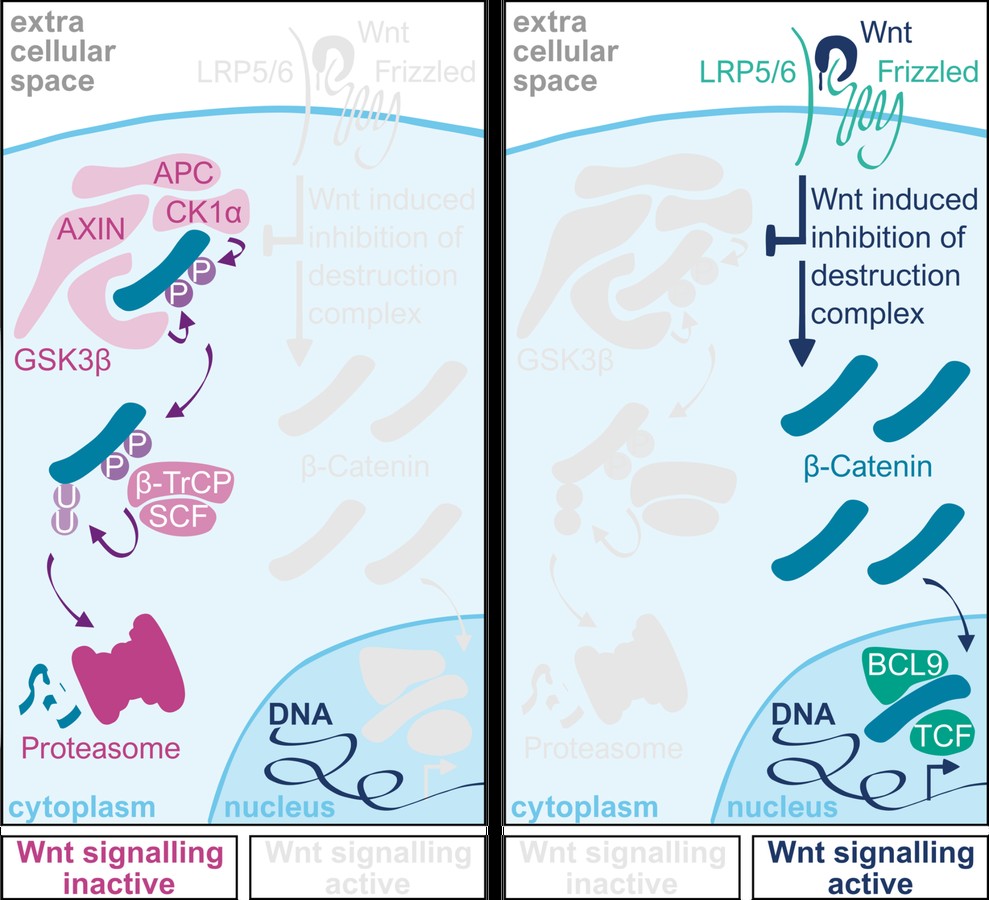 extra
cellular
space
Wnt
LRP5/6
Frizzled
APC
CK1α
AXIN
P
P
GSK3β
Wnt induced
inhibition of
destruction
complex
P
P
U
U
β-TrCP
SCF
β-Catenin
Proteasome
DNA
cytoplasm
nucleus
Wnt signalling
inactive
Wnt signalling
active
extra
cellular
space
Wnt
LRP5/6
Frizzled
GSK3β
Wnt induced
inhibition of
destruction
complex
β-Catenin
Proteasome
BCL9
DNA
TCF
cytoplasm
nucleus
Wnt signalling
inactive
Wnt signalling
active